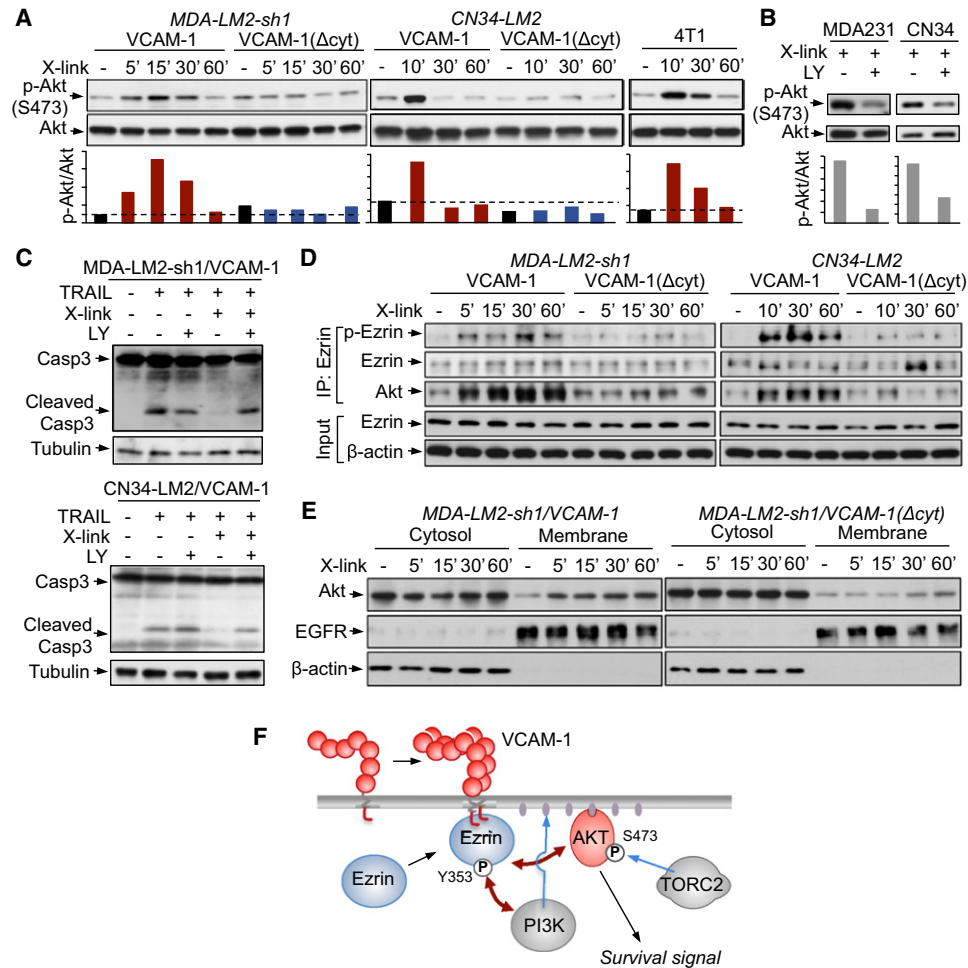 A
MDA-LM2-sh1
CN34-LM2
VCAM-1 VCAM-1(Δcyt) VCAM-1 VCAM-1(Δcyt) 4T1
X-link - 5’ 15’ 30’ 60’ - 5’ 15’ 30’ 60’ - 10’ 30’ 60’ - 10’ 30’ 60’ - 10’ 30’ 60’
p-Akt
(S473)
Akt
p-Akt/Akt
B
MDA231 CN34
X-link + + + +
LY - + - +
p-Akt
(S473)
Akt
p-Akt/Akt
C
MDA-LM2-sh1/VCAM-1
TRAIL - + + + +
X-link - - - + +
LY - - + - +
Casp3
Cleaved
Casp3
Tubulin
CN34-LM2/VCAM-1
TRAIL - + + + +
X-link - - - + +
LY - - + - +
Casp3
Cleaved
Casp3
Tubulin
D
MDA-LM2-sh1 CN34-LM2
VCAM-1 VCAM-1(Δcyt) VCAM-1 VCAM-1(Δcyt)
X-link - 5’ 15’ 30’ 60’ - 5’ 15’ 30’ 60’ - 10’ 30’ 60’ - 10’ 30’ 60’
IP: Ezrin
p-Ezrin
Ezrin
Akt
Input
Ezrin
β-actin
E
MDA-LM2-sh1/VCAM-1 MDA-LM2-sh1/VCAM-1(Δcyt)
Cytosol Membrane Cytosol Membrane
X-link - 5’ 15’ 30’ 60’ - 5’ 15’ 30’ 60’ - 5’ 15’ 30’ 60’ - 5’ 15’ 30’ 60’
Akt
EGFR
β-actin
F
VCAM-1
Ezrin
Ezrin
P
Y353
PI3K
AKT
P
S473
TORC2
Survival signal